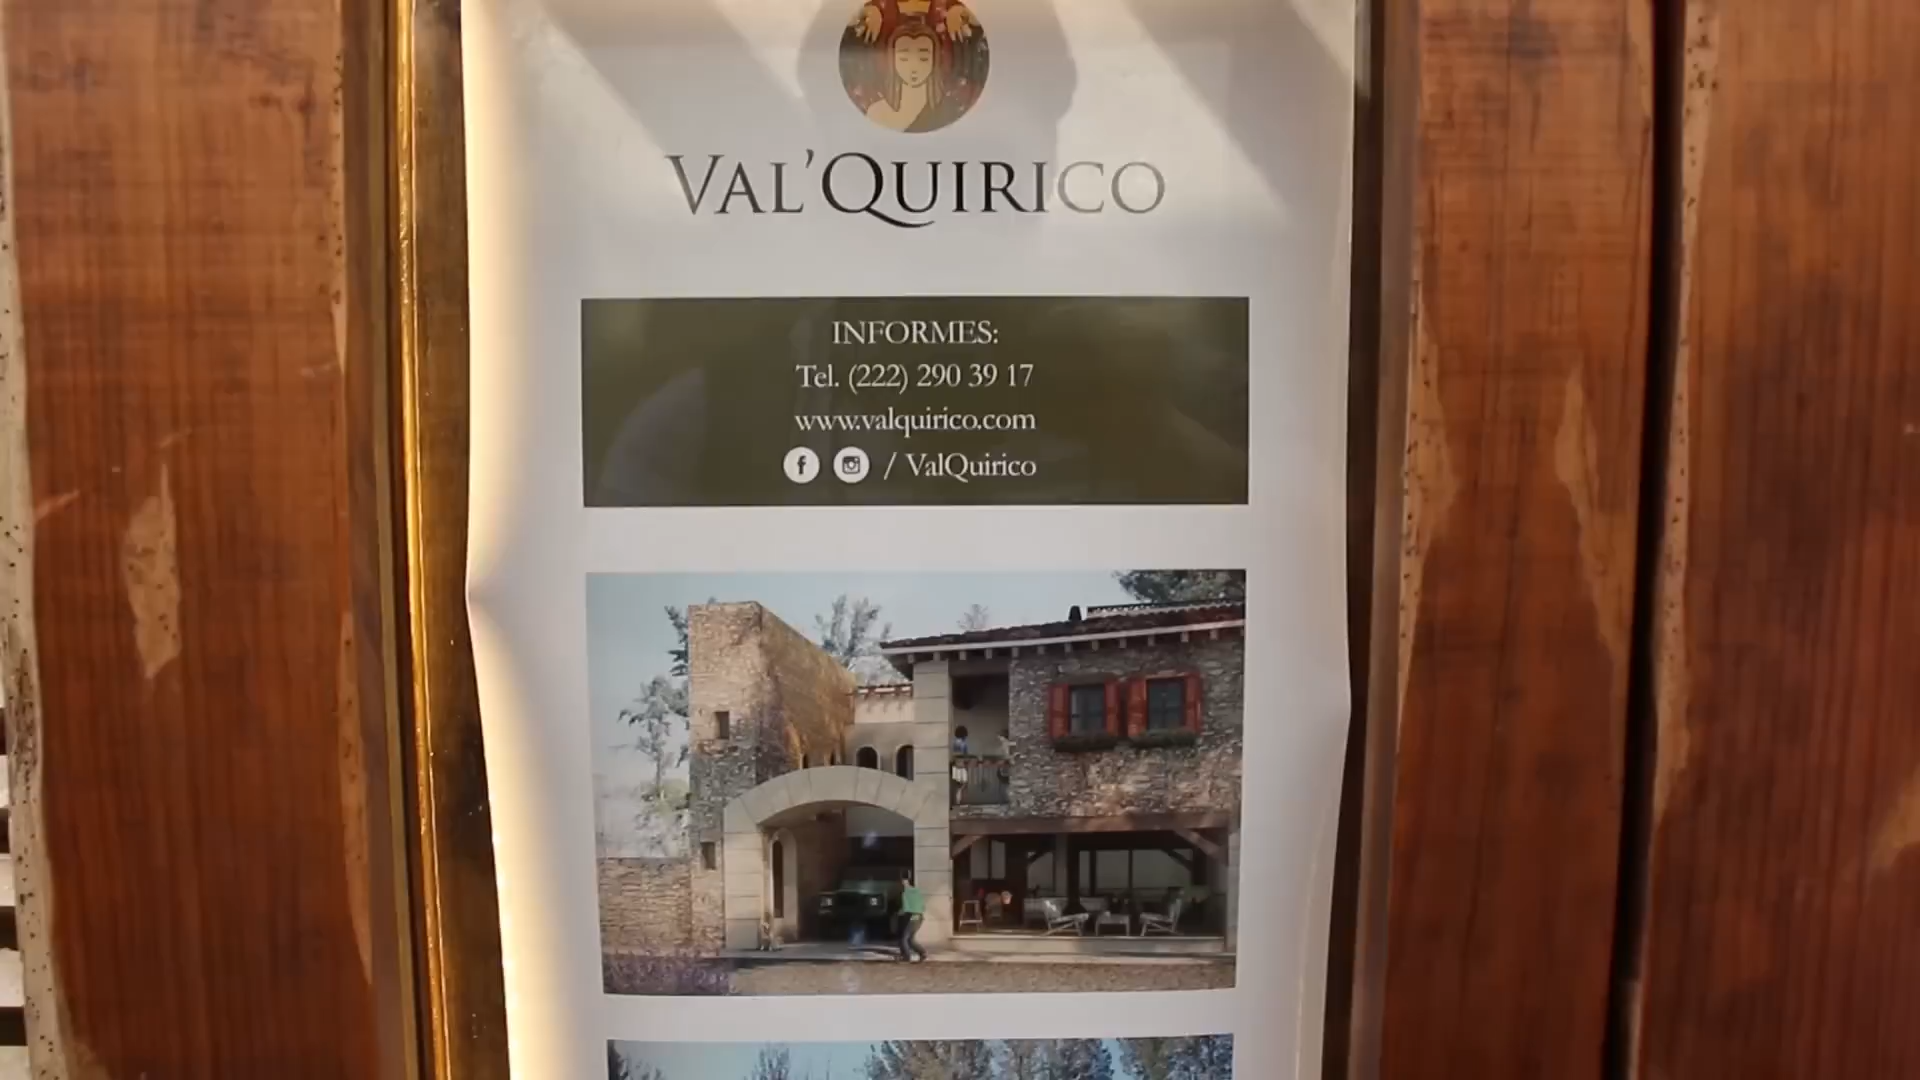 VAL'QUIRICO
INFORMES:
Tel. (222) 290 39 17
www.valquirico.com
/ ValQuirico